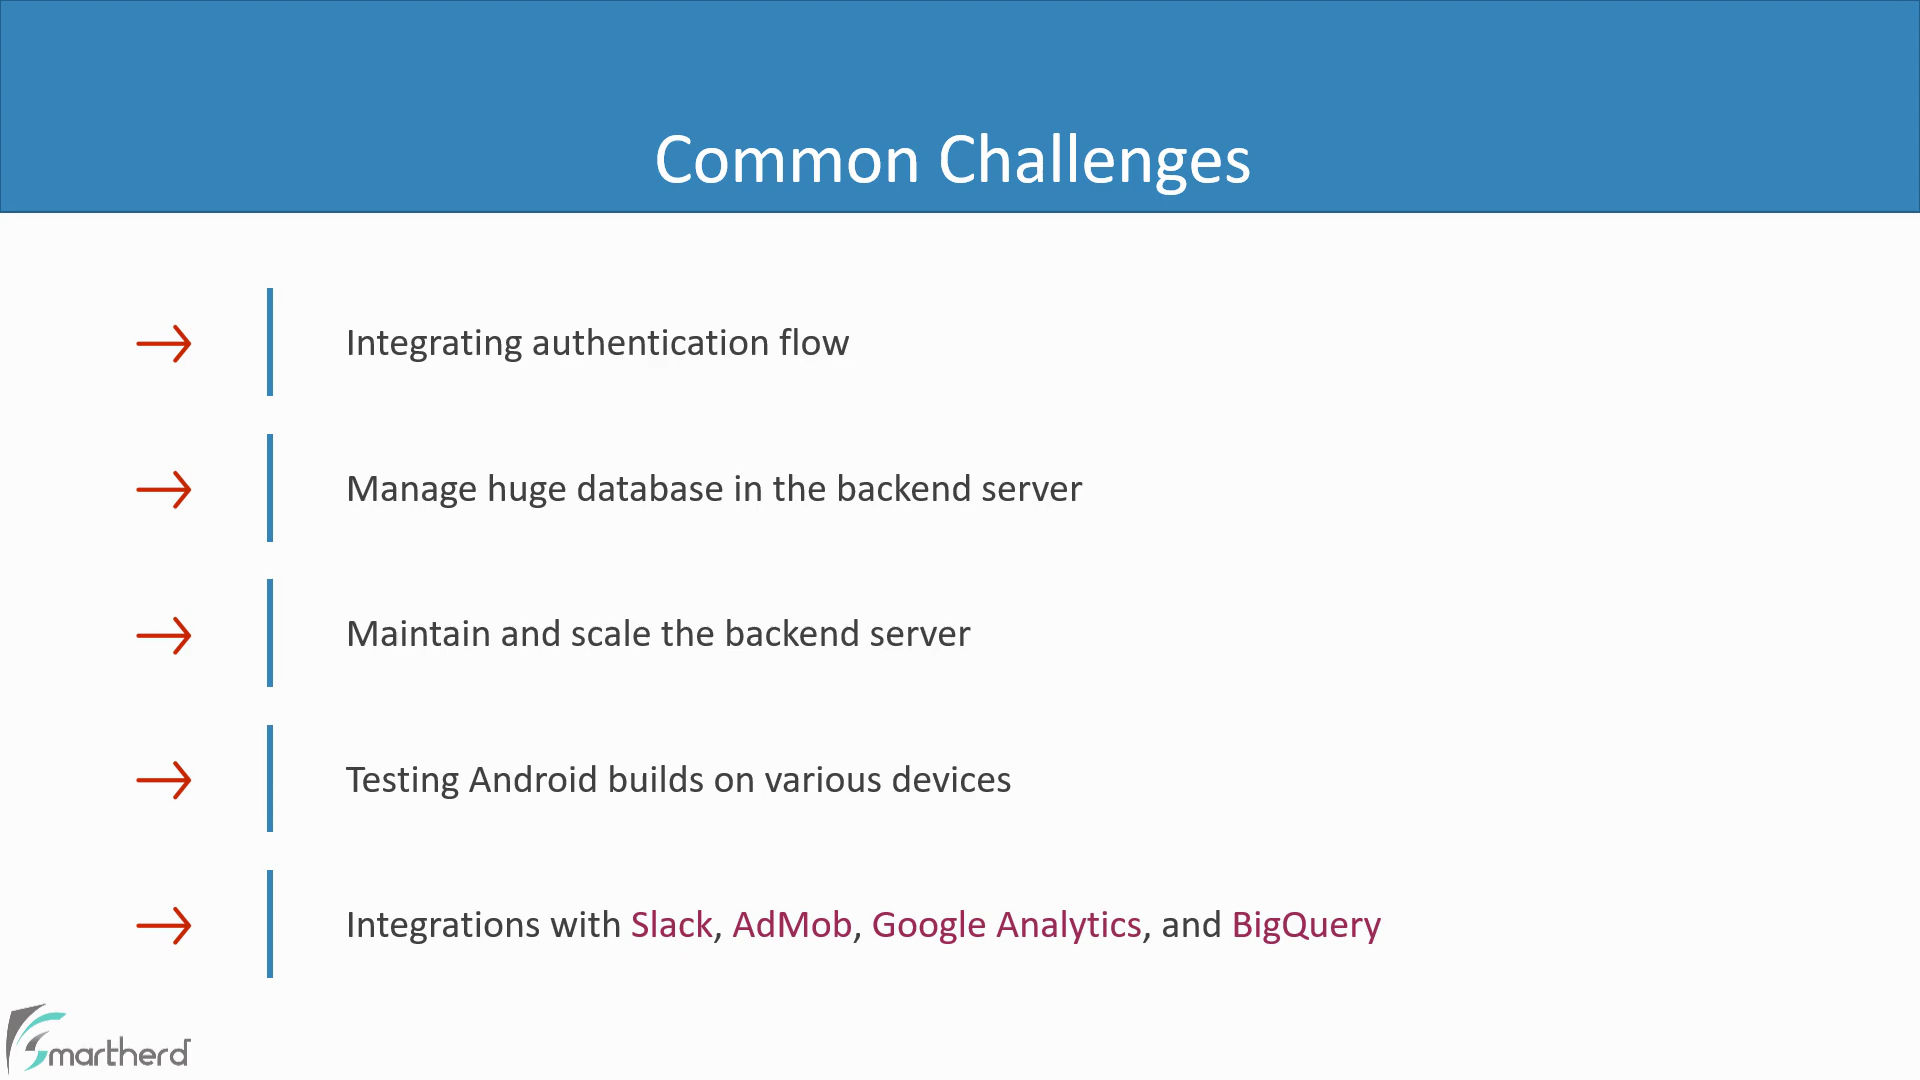 Common Challenges
Integrating authentication flow
Manage huge database in the backend server
Maintain and scale the backend server
Testing Android builds on various devices
Integrations with Slack, AdMob, Google Analytics, and BigQuery
Smartherd